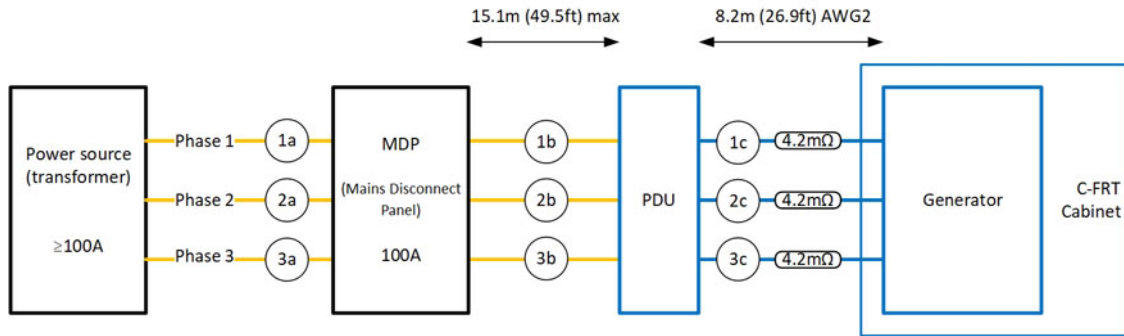 15.1m (49.5ft) max
8.2m (26.9ft) AWG2
Power source
(transformer)
≥100A
Phase 1
1a
Phase 2
2a
Phase 3
3a
MDP
(Mains Disconnect
Panel)
100A
1b
2b
3b
PDU
1c
4.2mΩ
2c
4.2mΩ
3c
4.2mΩ
Generator
C-FRT
Cabinet